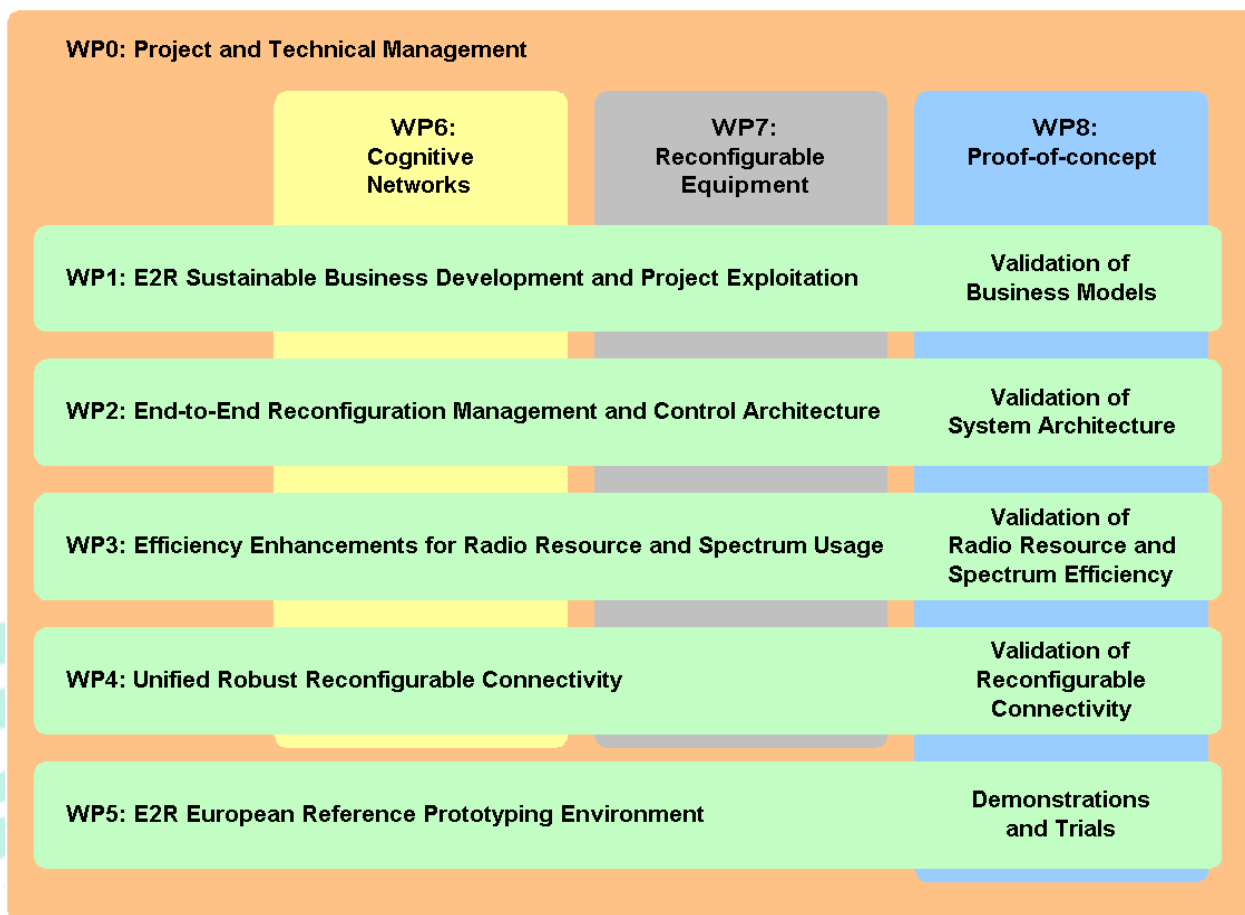 WP0: Project and Technical Management
WP6:
Cognitive
Networks
WP7:
Reconfigurable
Equipment
WP8:
Proof-of-concept
WP1: E2R Sustainable Business Development and Project Exploitation
Validation of
Business Models
WP2: End-to-End Reconfiguration Management and Control Architecture
Validation of
System Architecture
WP3: Efficiency Enhancements for Radio Resource and Spectrum Usage
Validation of
Radio Resource and
Spectrum Efficiency
WP4: Unified Robust Reconfigurable Connectivity
Validation of
Reconfigurable
Connectivity
WP5: E2R European Reference Prototyping Environment
Demonstrations
and Trials